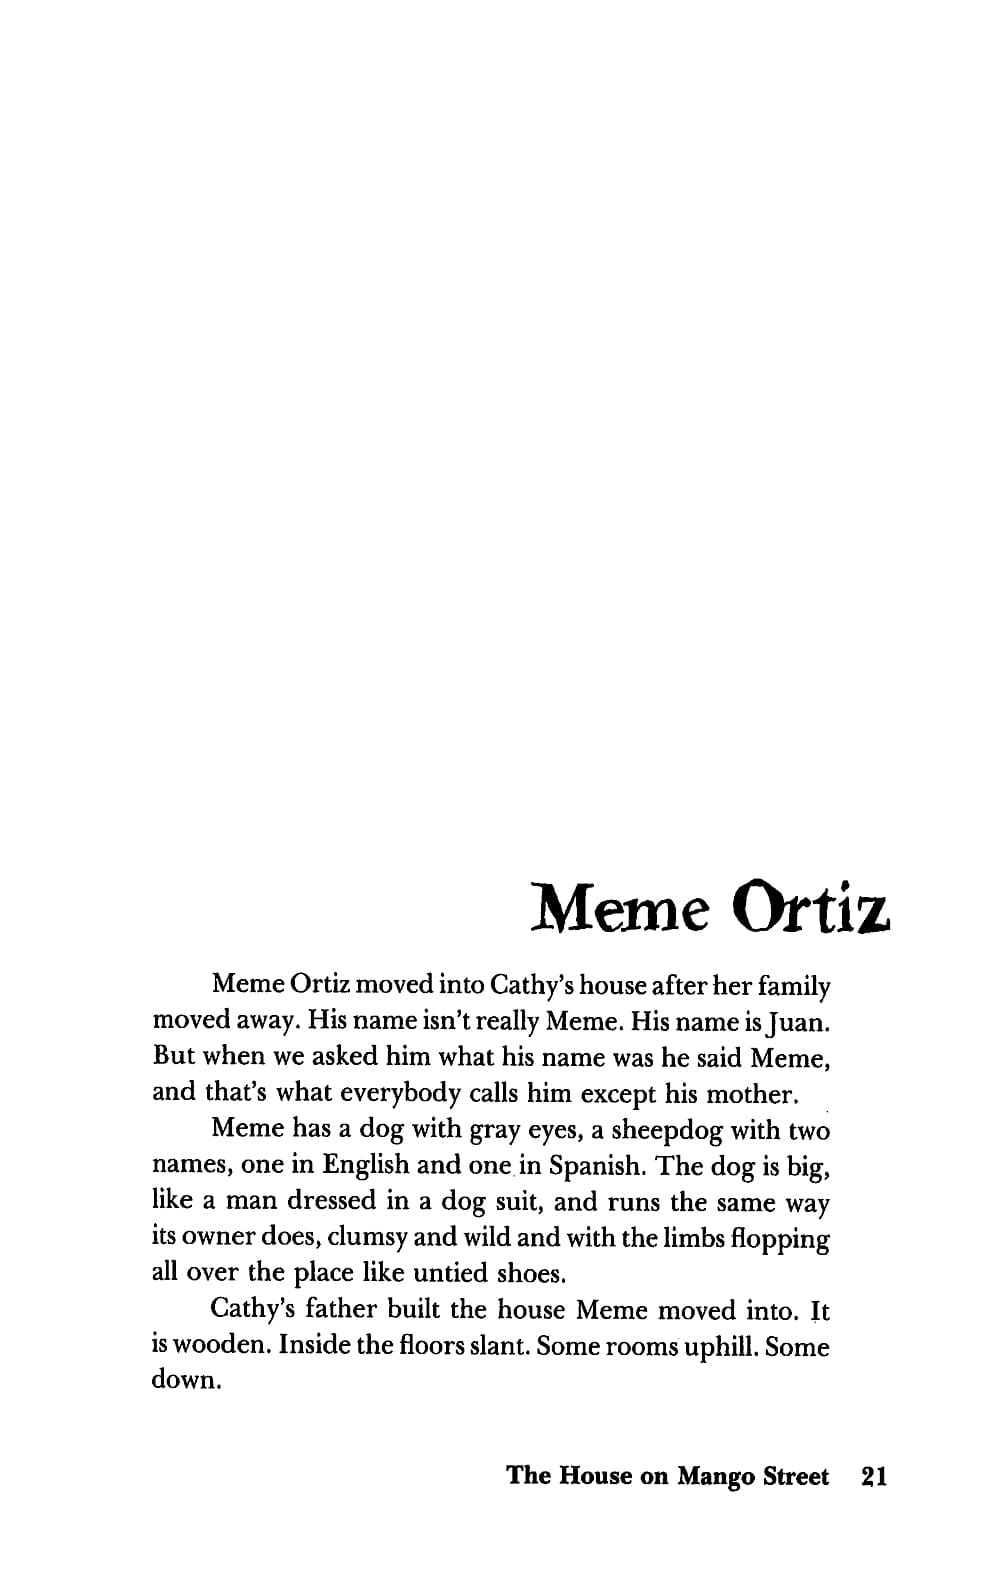 Meme Ortiz
Meme Ortiz moved into Cathy's house after her family
moved away. His name isn't really Meme. His name is Juan.
But when we asked him what his name was he said Meme,
and that's what everybody calls him except his mother.
Meme has a dog with gray eyes, a sheepdog with two
names, one in English and one in Spanish. The dog is big,
like a man dressed in a dog suit, and runs the same way
its owner does, clumsy and wild and with the limbs flopping
all over the place like untied shoes.
Cathy's father built the house Meme moved into. It
is wooden. Inside the floors slant. Some rooms uphill. Some
down.
The House on Mango Street 21